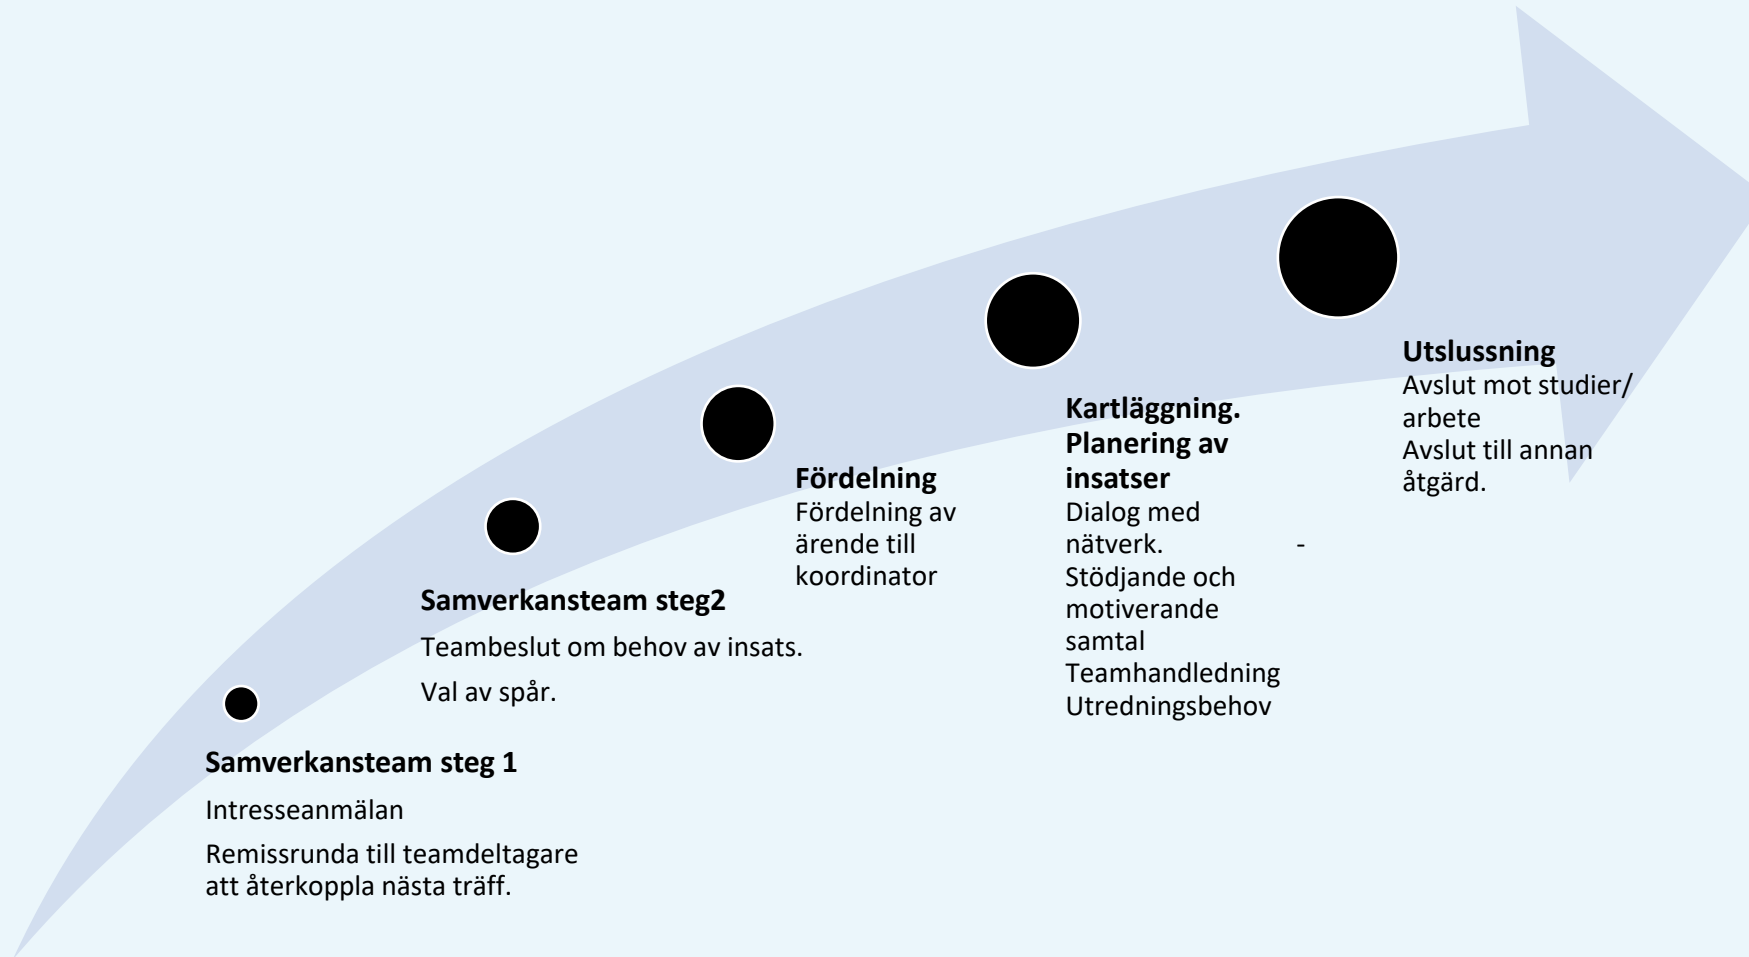 Samverkansteam steg 1
Intresseanmälan
Remissrunda till teamdeltagare
att återkoppla nästa träff.
Samverkansteam steg2
Teambeslut om behov av insats.
Val av spår.
Fördelning
Fördelning av
ärende till
koordinator
Kartläggning.
Planering av
insatser
Dialog med
nätverk. -
Stödjande och
motiverande
samtal
Teamhandledning
Utredningsbehov
Utslussning
Avslut mot studier/
arbete
Avslut till annan
åtgärd.